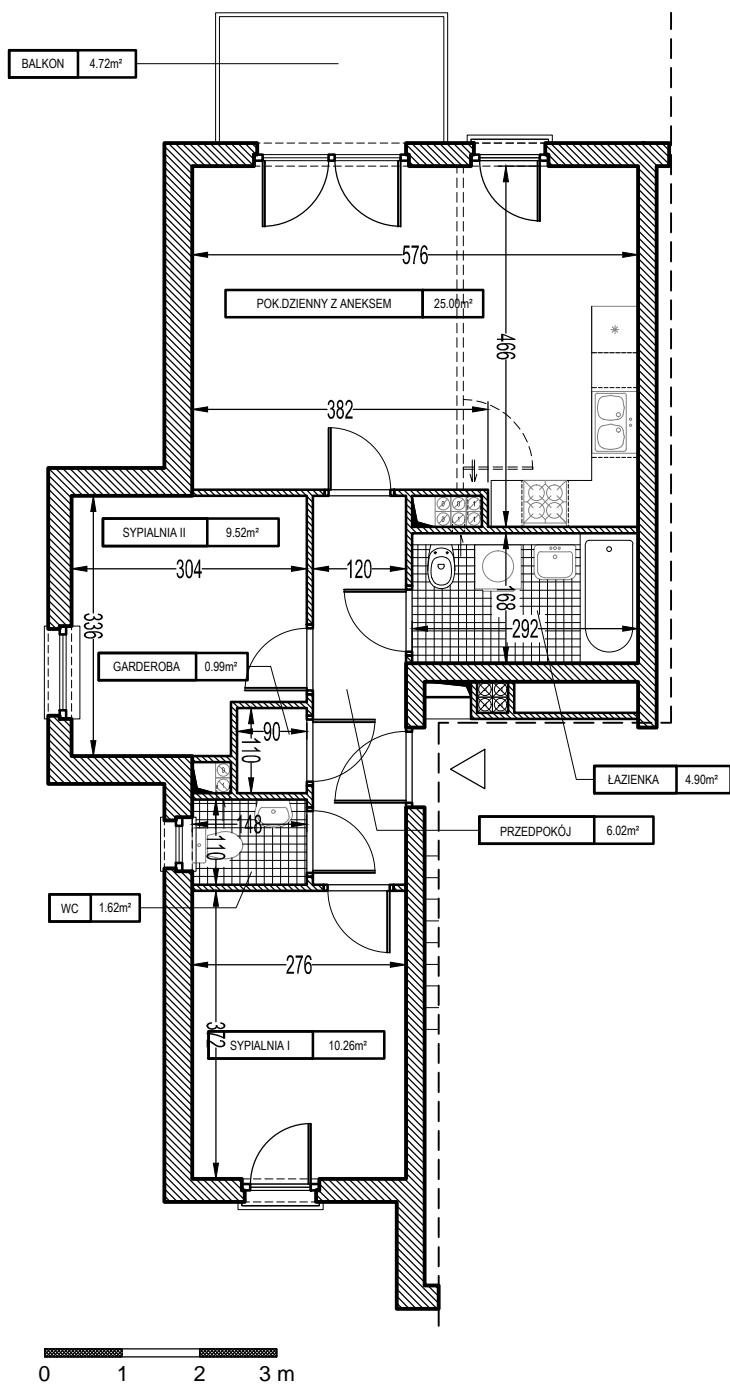 BALKON 4.72m²
576
POK.DZIENNY Z ANEKSEM 25.00m²
466
382
SYPIALNIA II 9.52m²
304
120
336
168
292
GARDEROBA 0.99m²
90
110
ŁAZIENKA 4.90m²
148
110
PRZEDPOKÓJ 6.02m²
WC 1.62m²
276
372
SYPIALNIA I 10.26m²
0 1 2 3 m